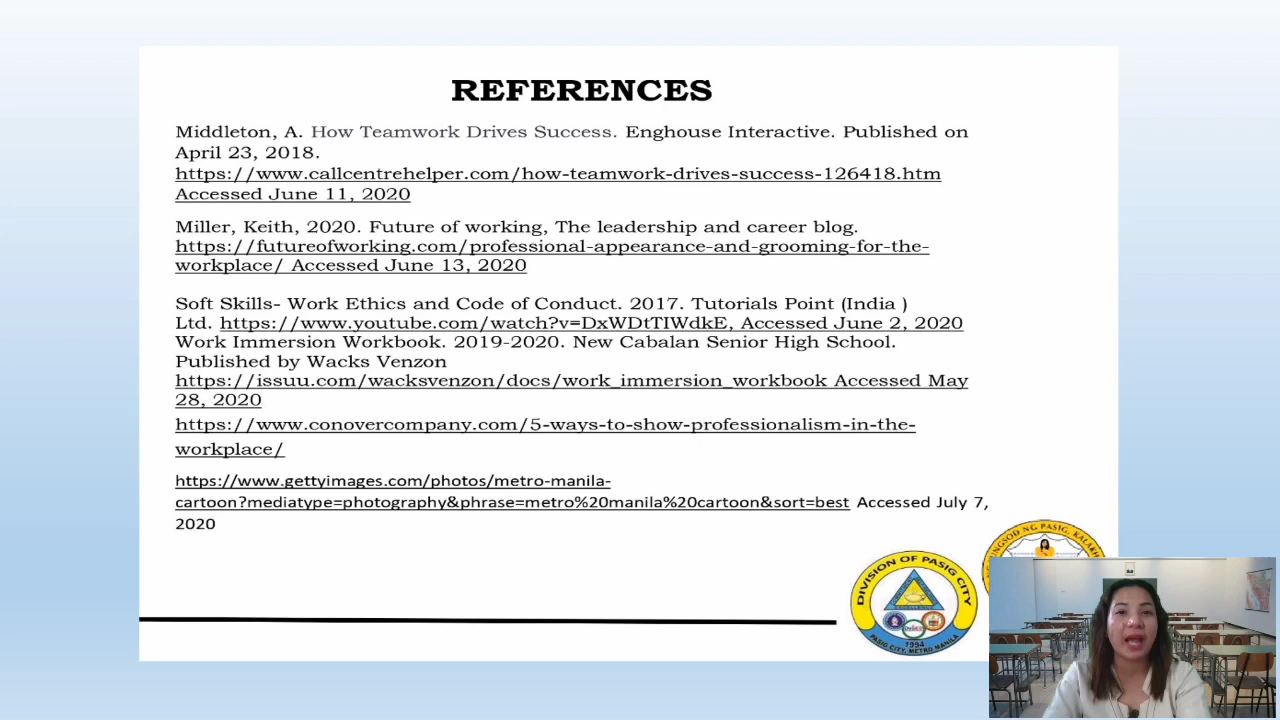 REFERENCES
Middleton, A. How Teamwork Drives Success. Enghouse Interactive. Published on
April 23, 2018.
https://www.callcentrehelper.com/how-teamwork-drives-success-126418.htm
Accessed June 11, 2020
Miller, Keith, 2020. Future of working, The leadership and career blog.
https://futureofworking.com/professional-appearance-and-grooming-for-the-
workplace/ Accessed June 13, 2020
Soft Skills- Work Ethics and Code of Conduct. 2017. Tutorials Point (India )
Ltd. https://www.youtube.com/watch?v=DxWDtTIWdkE, Accessed June 2, 2020
Work Immersion Workbook. 2019-2020. New Cabalan Senior High School.
Published by Wacks Venzon
https://issuu.com/wacksvenzon/docs/work_immersion_workbook Accessed May
28, 2020
https://www.conovercompany.com/5-ways-to-show-professionalism-in-the-
workplace/
https://www.gettyimages.com/photos/metro-manila-
cartoon?mediatype=photography&phrase=metro%20manila%20cartoon&sort=best Accessed July 7,
2020
DIVISION OF PASIG CITY
EXCELLENCE
1994
PASIG CITY, METRO MANILA
NG PASIG, KALAKH